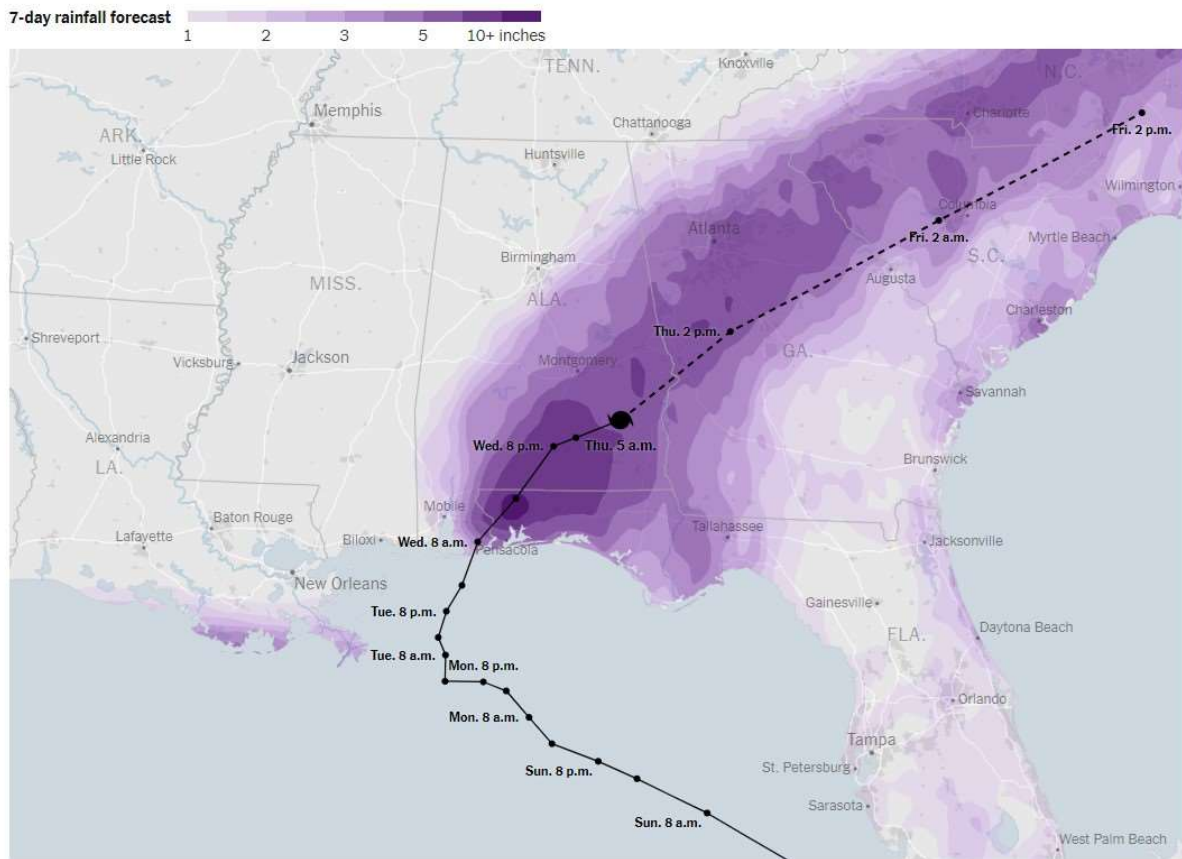 7-day rainfall forecast
1 2 3 5 10+ inches
TENN.
Knoxville
N.C.
Memphis
Charlotte
Chattanooga
Fri. 2 p.m.
ARK.
Little Rock
Huntsville
Wilmington
Columbia
Atlanta
Fri. 2 a.m.
Myrtle Beach
Birmingham
S.C.
MISS.
Augusta
ALA.
Charleston
Thu. 2 p.m.
Shreveport
GA.
Jackson
Vicksburg
Montgomery
Savannah
Alexandria
Wed. 8 p.m.
Thu. 5 a.m.
LA.
Brunswick
Mobile
Baton Rouge
Tallahassee
Lafayette
Biloxi
Wed. 8 a.m.
Jacksonville
Pensacola
New Orleans
Gainesville
Tue. 8 p.m.
Daytona Beach
FLA.
Tue. 8 a.m.
Mon. 8 p.m.
Orlando
Mon. 8 a.m.
Tampa
St. Petersburg
Sun. 8 p.m.
Sarasota
Sun. 8 a.m.
West Palm Beach